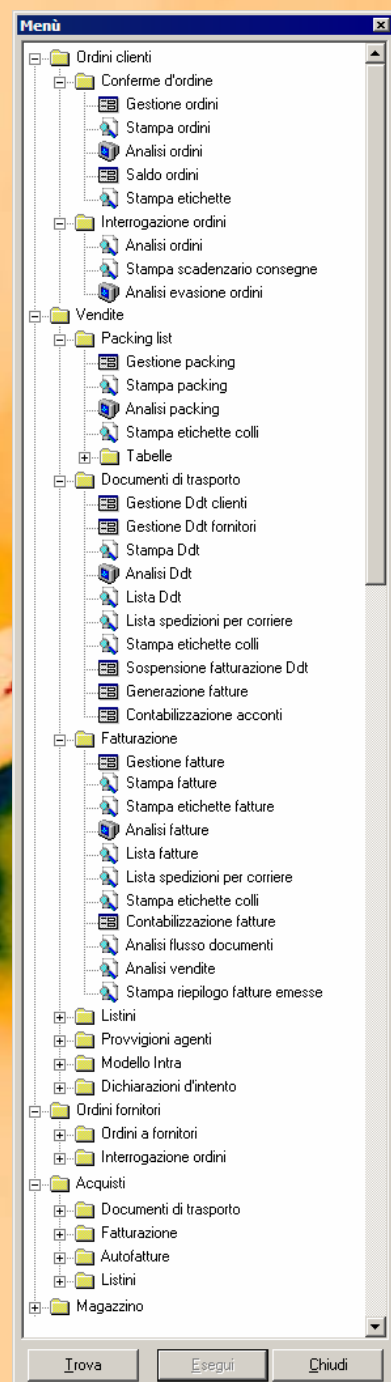 Menù
Ordini clienti
Conferme d'ordine
Gestione ordini
Stampa ordini
Analisi ordini
Saldo ordini
Stampa etichette
Interrogazione ordini
Analisi ordini
Stampa scadenzario consegne
Analisi evasione ordini
Vendite
Packing list
Gestione packing
Stampa packing
Analisi packing
Stampa etichette colli
Tabelle
Documenti di trasporto
Gestione Ddt clienti
Gestione Ddt fornitori
Stampa Ddt
Analisi Ddt
Lista Ddt
Lista spedizioni per corriere
Stampa etichette colli
Sospensione fatturazione Ddt
Generazione fatture
Contabilizzazione acconti
Fatturazione
Gestione fatture
Stampa fatture
Stampa etichette fatture
Analisi fatture
Lista fatture
Lista spedizioni per corriere
Stampa etichette colli
Contabilizzazione fatture
Analisi flusso documenti
Analisi vendite
Stampa riepilogo fatture emesse
Listini
Provvigioni agenti
Modello Intra
Dichiarazioni d'intento
Ordini fornitori
Ordini a fornitori
Interrogazione ordini
Acquisti
Documenti di trasporto
Fatturazione
Autofatture
Listini
Magazzino
Trova Esegui Chiudi